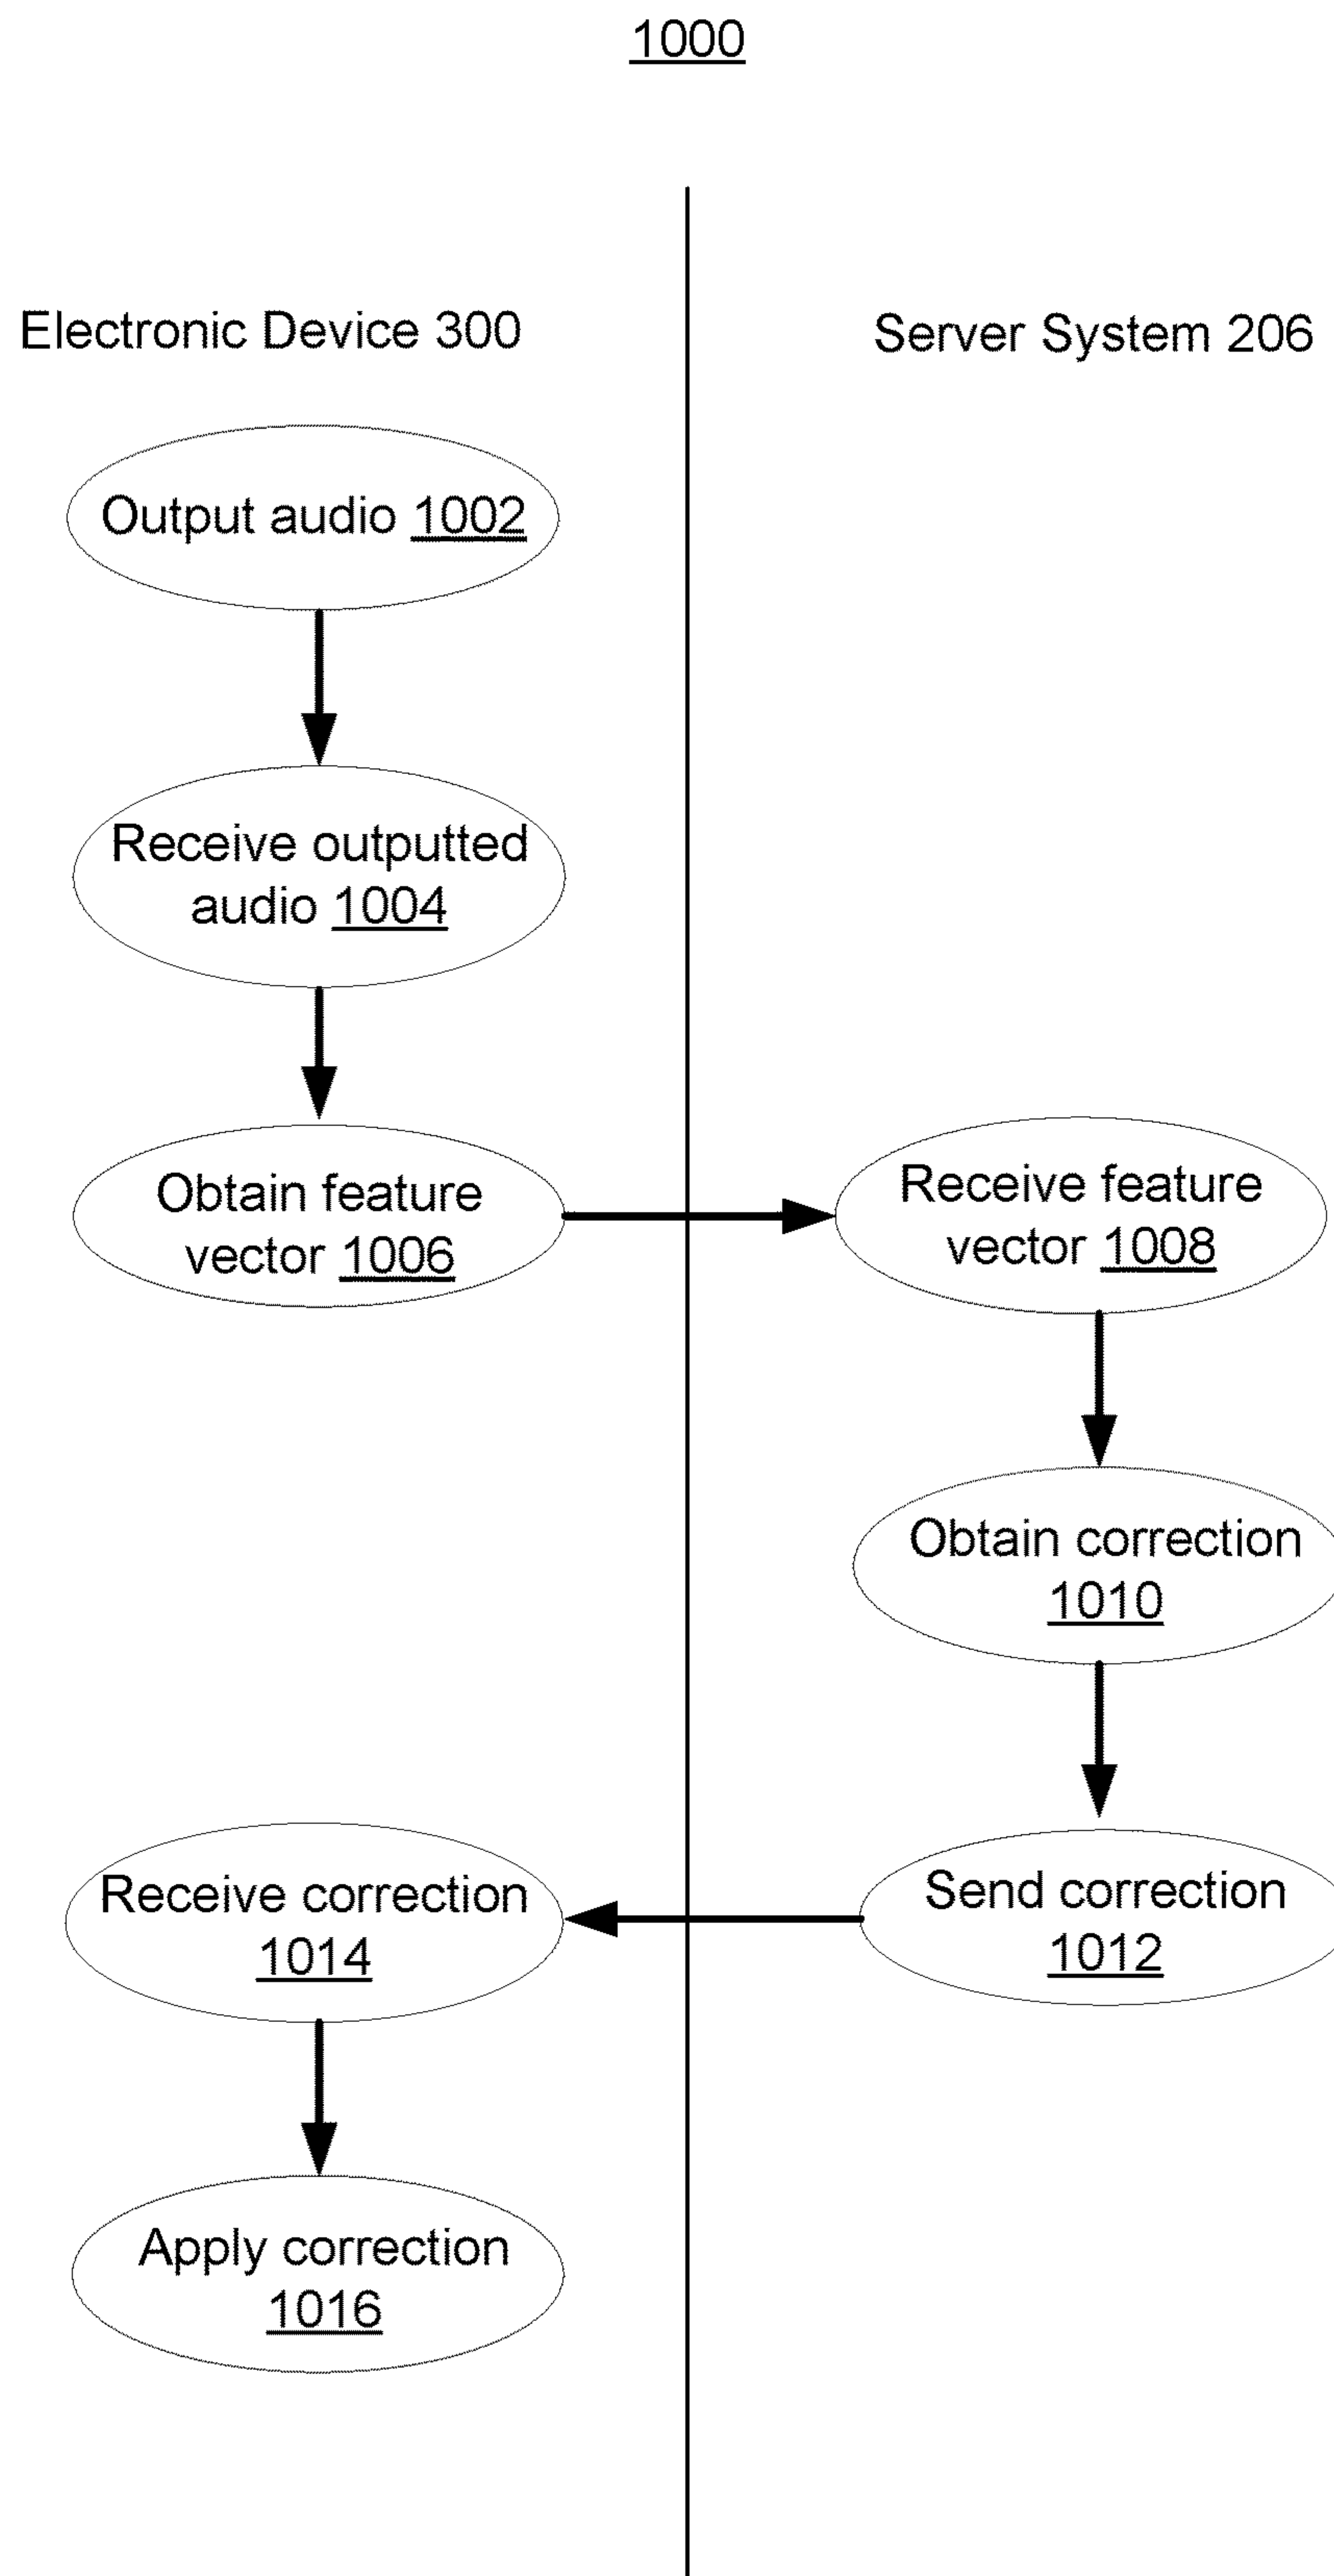 1000
Electronic Device 300
Server System 206
Output audio 1002
Receive outputted
audio 1004
Obtain feature
vector 1006
Receive feature
vector 1008
Obtain correction
1010
Send correction
1012
Receive correction
1014
Apply correction
1016